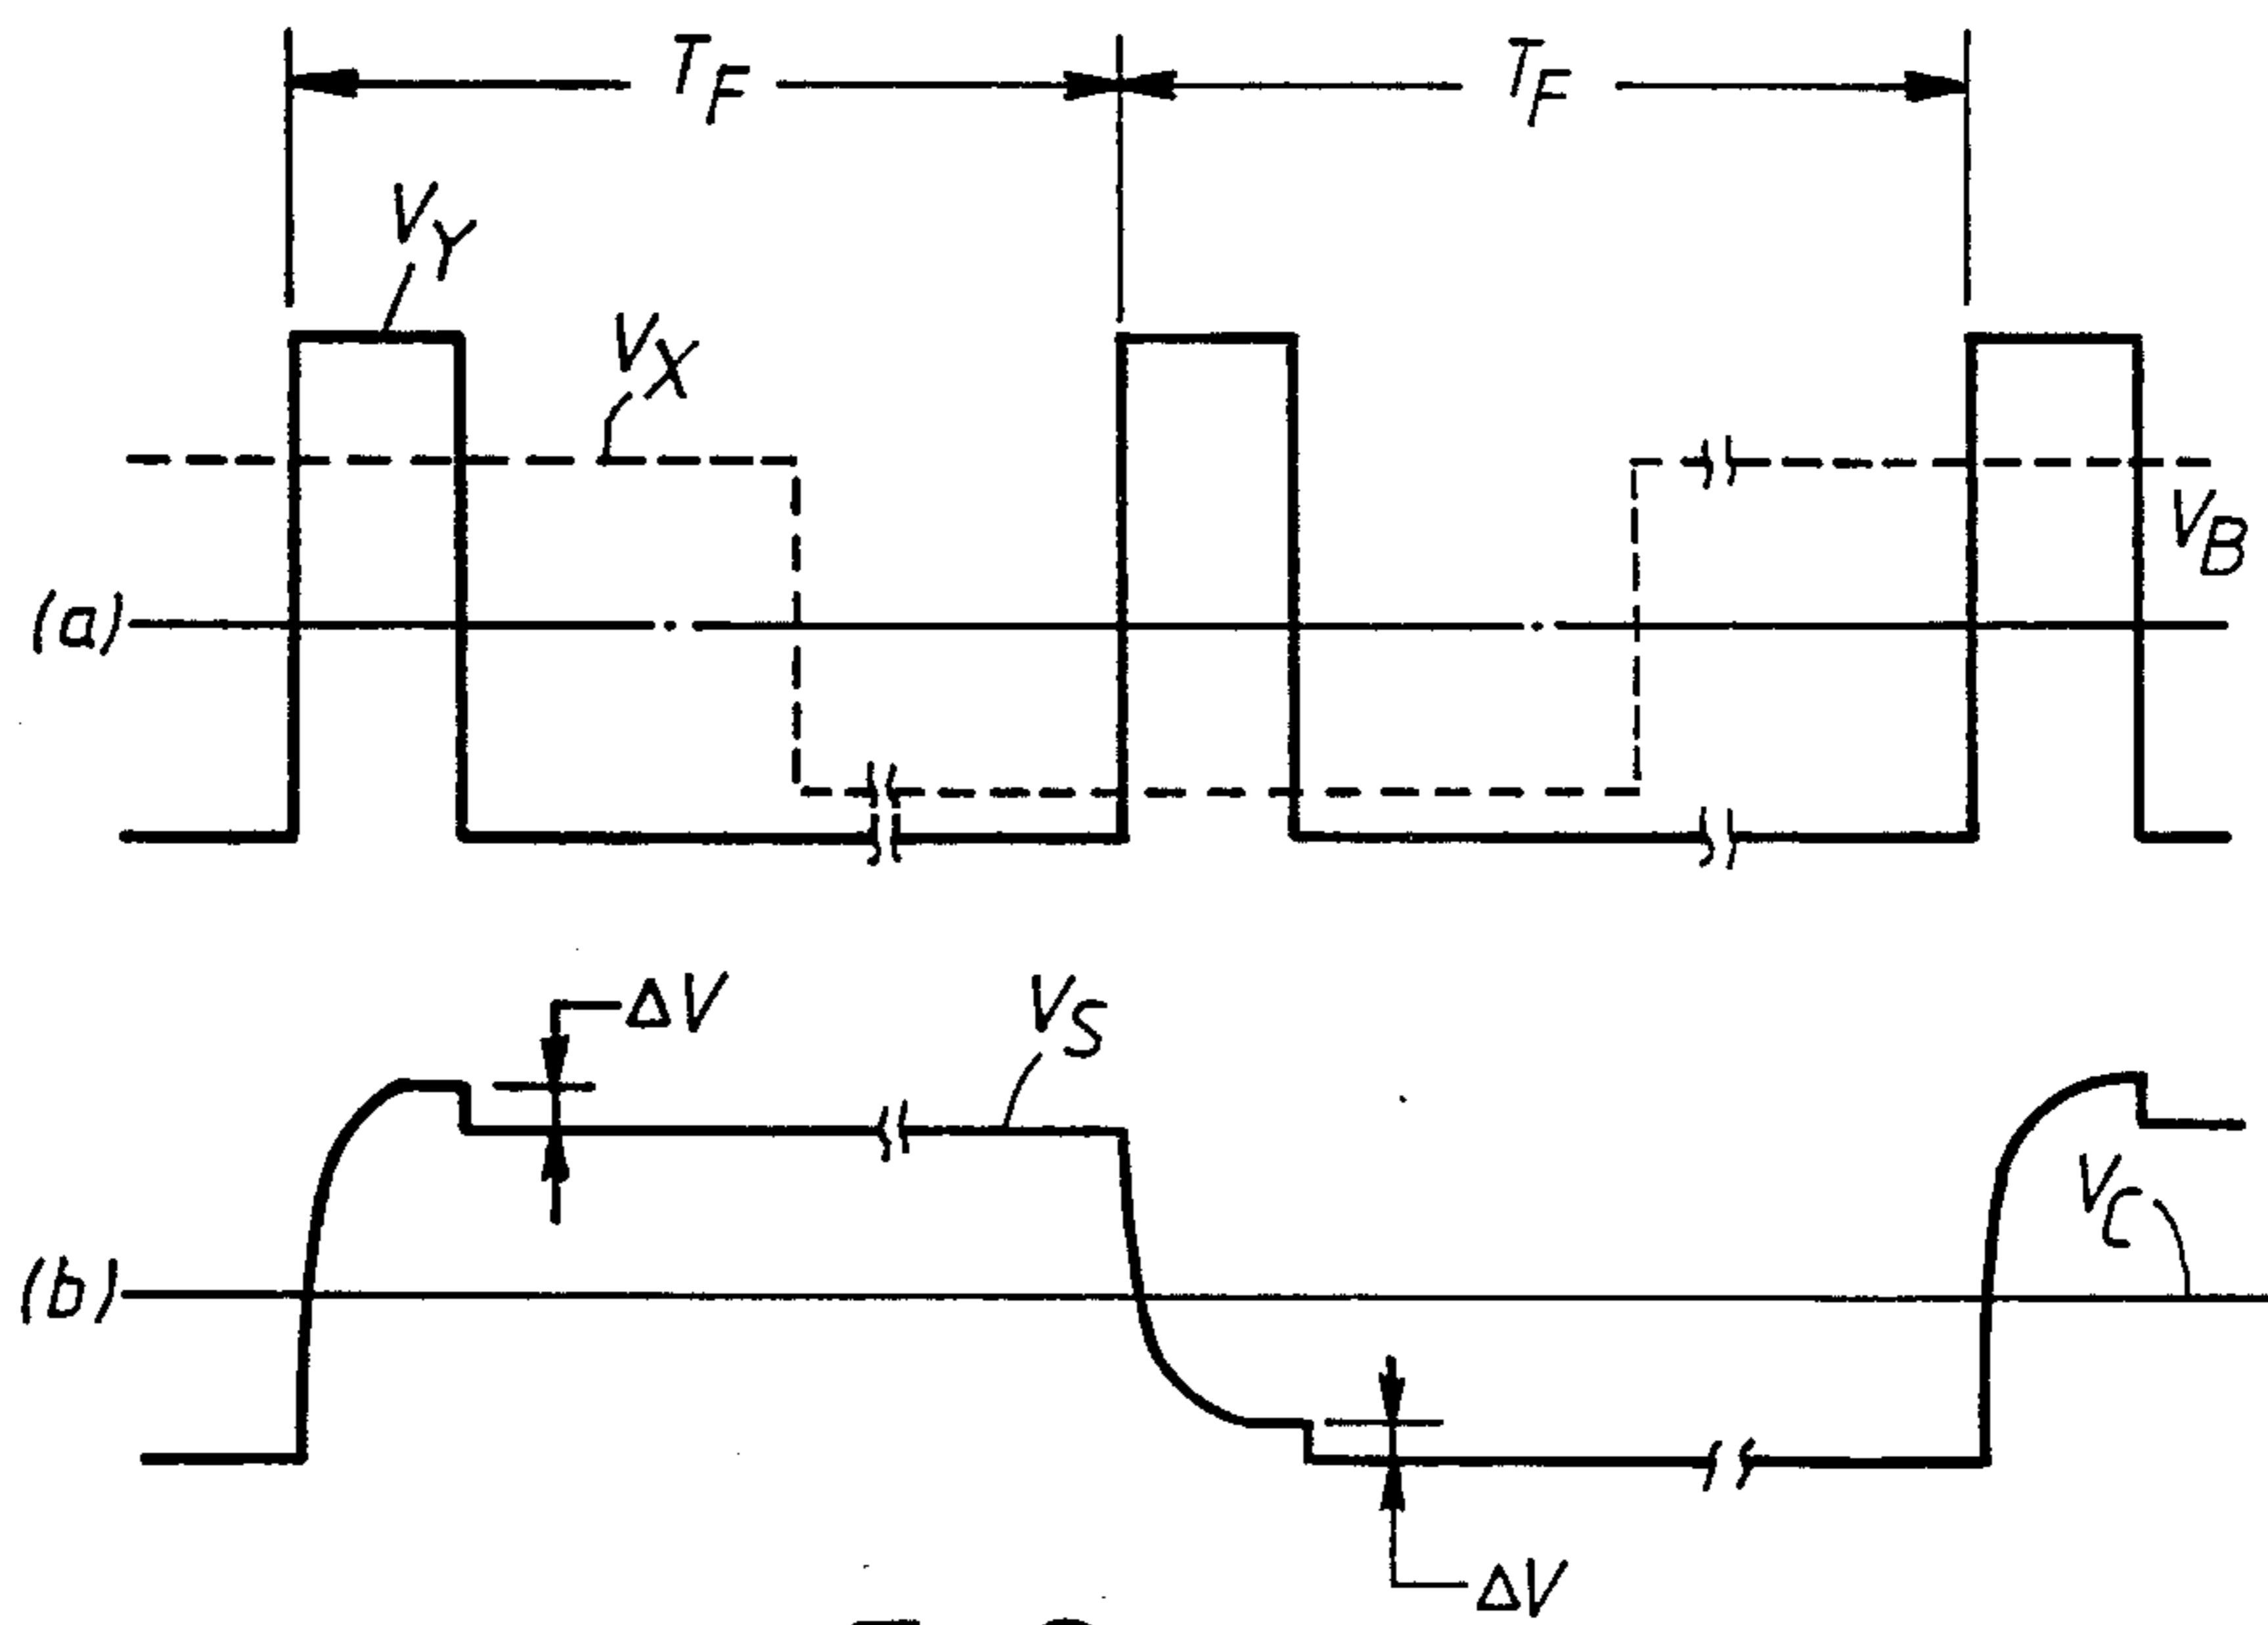 T_F T_F
V_Y
V_X
V_B
(a)
ΔV V_S
V_C
(b)
ΔV